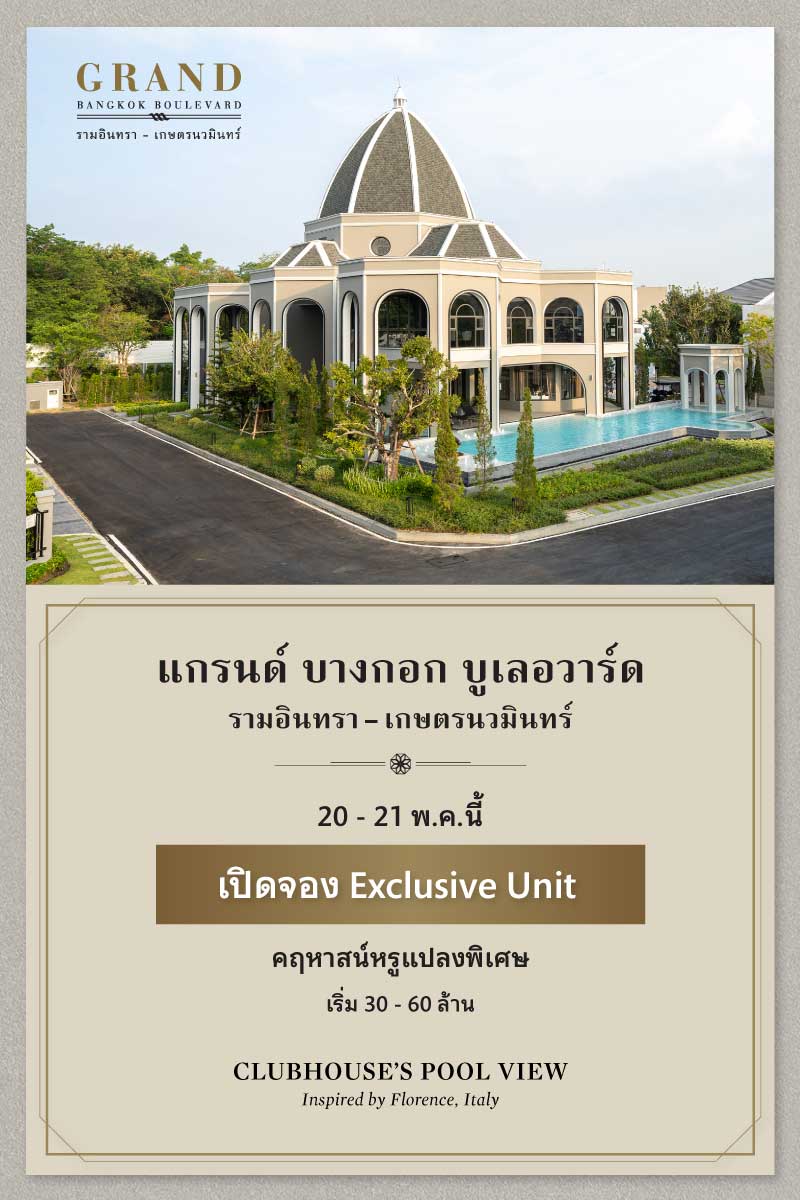 GRAND
BANGKOK BOULEVARD
รามอินทรา - เกษตรนวมินทร์
แกรนด์ บางกอก บูเลอวาร์ด
รามอินทรา – เกษตรนวมินทร์
20 - 21 พ.ค.นี้
เปิดจอง Exclusive Unit
คฤหาสน์หรูแปลงพิเศษ
เริ่ม 30 - 60 ล้าน
CLUBHOUSE'S POOL VIEW
Inspired by Florence, Italy